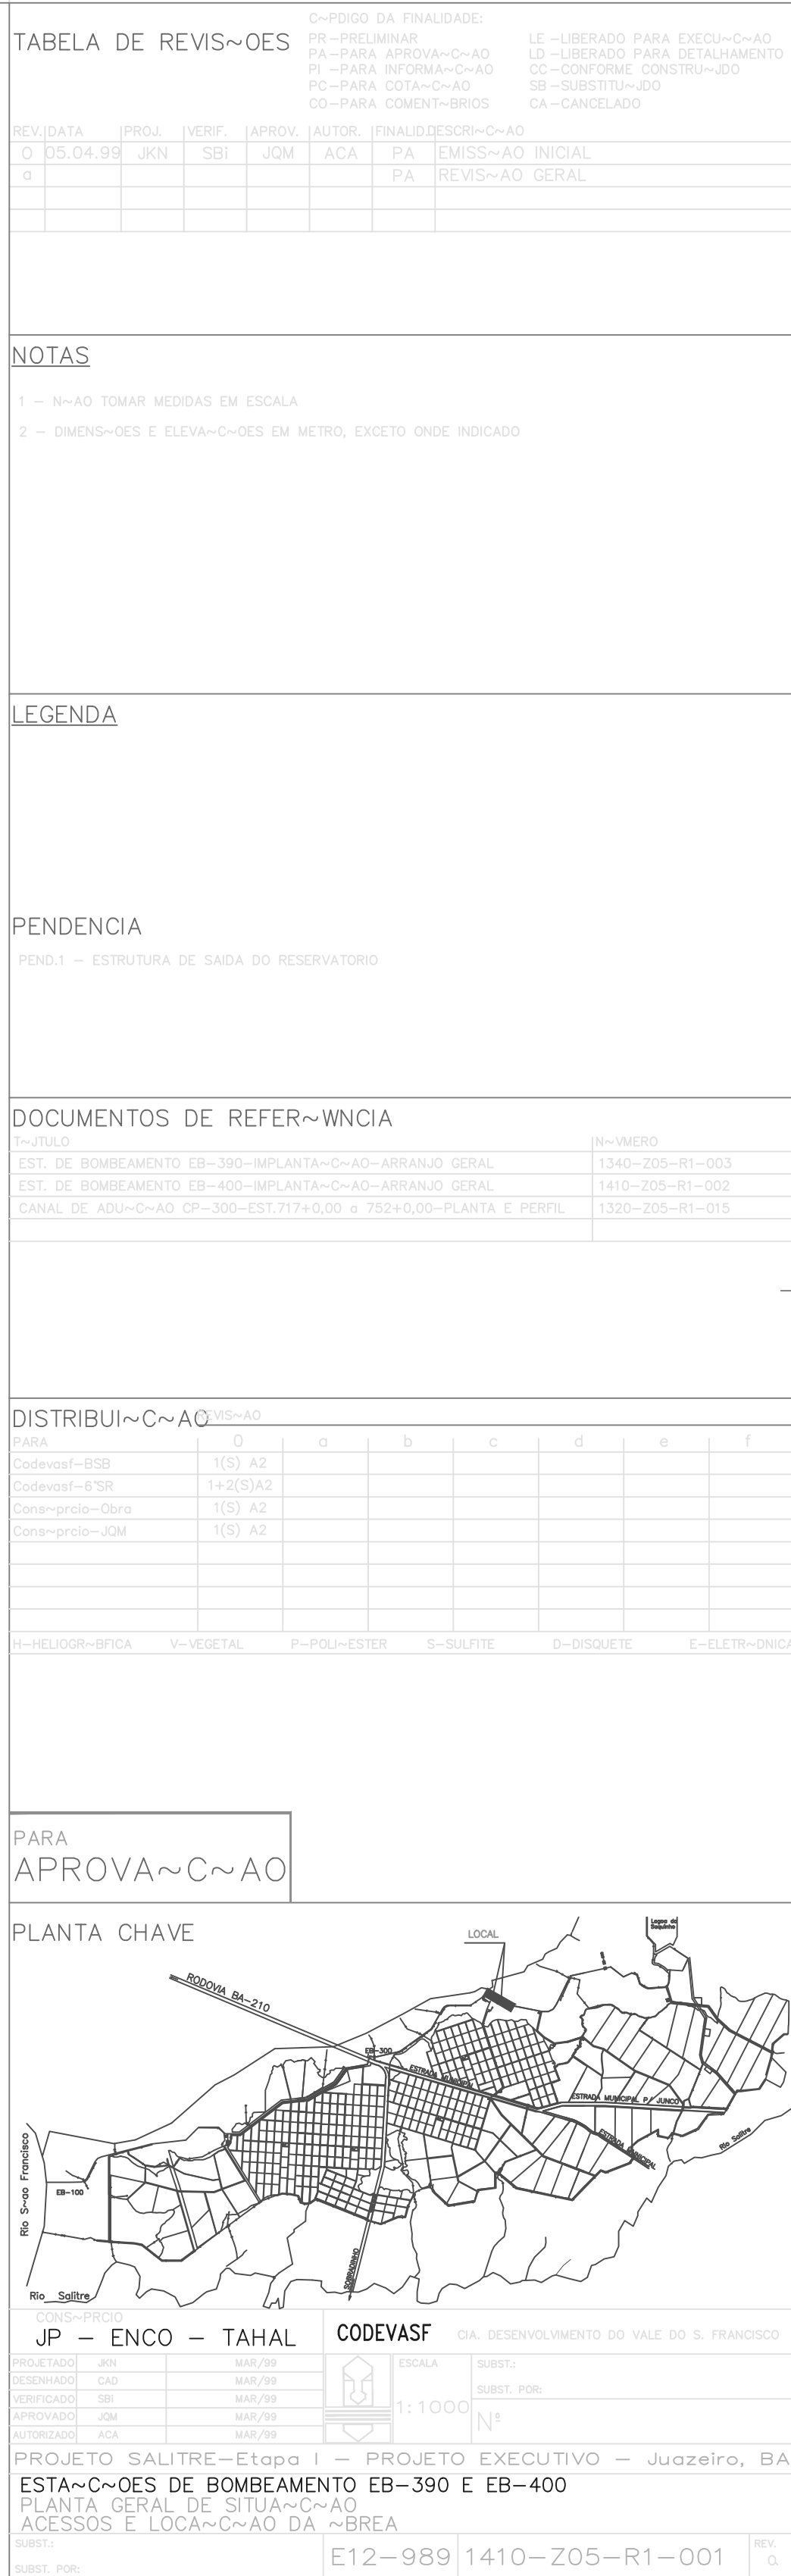 TABELA DE REVIS~OES
C~PDIGO DA FINALIDADE:
PR -PRELIMINAR
PA -PARA APROVA~C~AO
PI -PARA INFORMA~C~AO
PC -PARA COTA~C~AO
CO -PARA COMENT~BRIOS
LE -LIBERADO PARA EXECU~C~AO
LD -LIBERADO PARA DETALHAMENTO
CC -CONFORME CONSTRU~JDO
SB -SUBSTITU~JDO
CA -CANCELADO
REV. DATA PROJ. VERIF. APROV. AUTOR. FINALID. DESCRI~C~AO
0 05.04.99 JKN SBi JQM ACA PA EMISS~AO INICIAL
a PA REVIS~AO GERAL
NOTAS
1 - N~AO TOMAR MEDIDAS EM ESCALA
2 - DIMENS~OES E ELEVA~C~OES EM METRO, EXCETO ONDE INDICADO
LEGENDA
PENDENCIA
PEND.1 - ESTRUTURA DE SAIDA DO RESERVATORIO
DOCUMENTOS DE REFER~WNCIA
T~JTULO N~VMERO
EST. DE BOMBEAMENTO EB-390-IMPLANTA~C~AO-ARRANJO GERAL 1340-Z05-R1-003
EST. DE BOMBEAMENTO EB-400-IMPLANTA~C~AO-ARRANJO GERAL 1410-Z05-R1-002
CANAL DE ADU~C~AO CP-300-EST.717+0,00 a 752+0,00-PLANTA E PERFIL 1320-Z05-R1-015
DISTRIBUI~C~AO REVIS~AO
PARA 0 a b c d e f
Codevasf-BSB 1(S) A2
Codevasf-6ªSR 1+2(S)A2
Cons~prcio-Obra 1(S) A2
Cons~prcio-JQM 1(S) A2
H-HELIOGR~BFICA V-VEGETAL P-POLI~ESTER S-SULFITE D-DISQUETE E-ELETR~DNICA
PARA
APROVA~C~AO
PLANTA CHAVE
LOCAL
Lagoa do
RODOVIA BA-210
EB-300
ESTRADA MUNICIPAL
ESTRADA MUNICIPAL P/ JUNCO
ESTRADA MUNICIPAL
Rio Salitre
Rio S~ao Francisco
EB-100
SOBRADINHO
Rio Salitre
CONS~PRCIO
JP - ENCO - TAHAL
CODEVASF CIA. DESENVOLVIMENTO DO VALE DO S. FRANCISCO
PROJETADO JKN MAR/99
DESENHADO CAD MAR/99
VERIFICADO SBI MAR/99
APROVADO JQM MAR/99
AUTORIZADO ACA MAR/99
ESCALA
1:1000
SUBST.:
SUBST. POR:
Nº
PROJETO SALITRE-Etapa I - PROJETO EXECUTIVO - Juazeiro, BA
ESTA~C~OES DE BOMBEAMENTO EB-390 E EB-400
PLANTA GERAL DE SITUA~C~AO
ACESSOS E LOCA~C~AO DA ~BREA
SUBST.:
SUBST. POR:
E12-989 1410-Z05-R1-001
REV.
0.